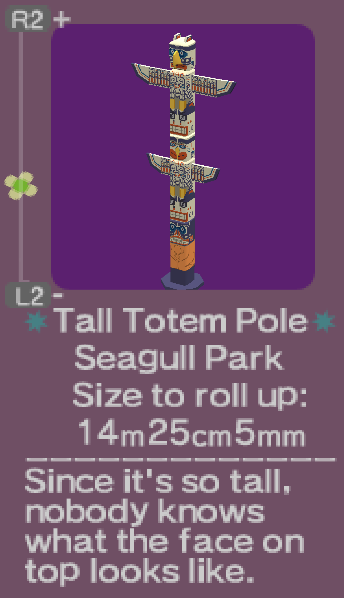 R2 +
L2 -
Tall Totem Pole
Seagull Park
Size to roll up:
14m25cm5mm
Since it's so tall,
nobody knows
what the face on
top looks like.